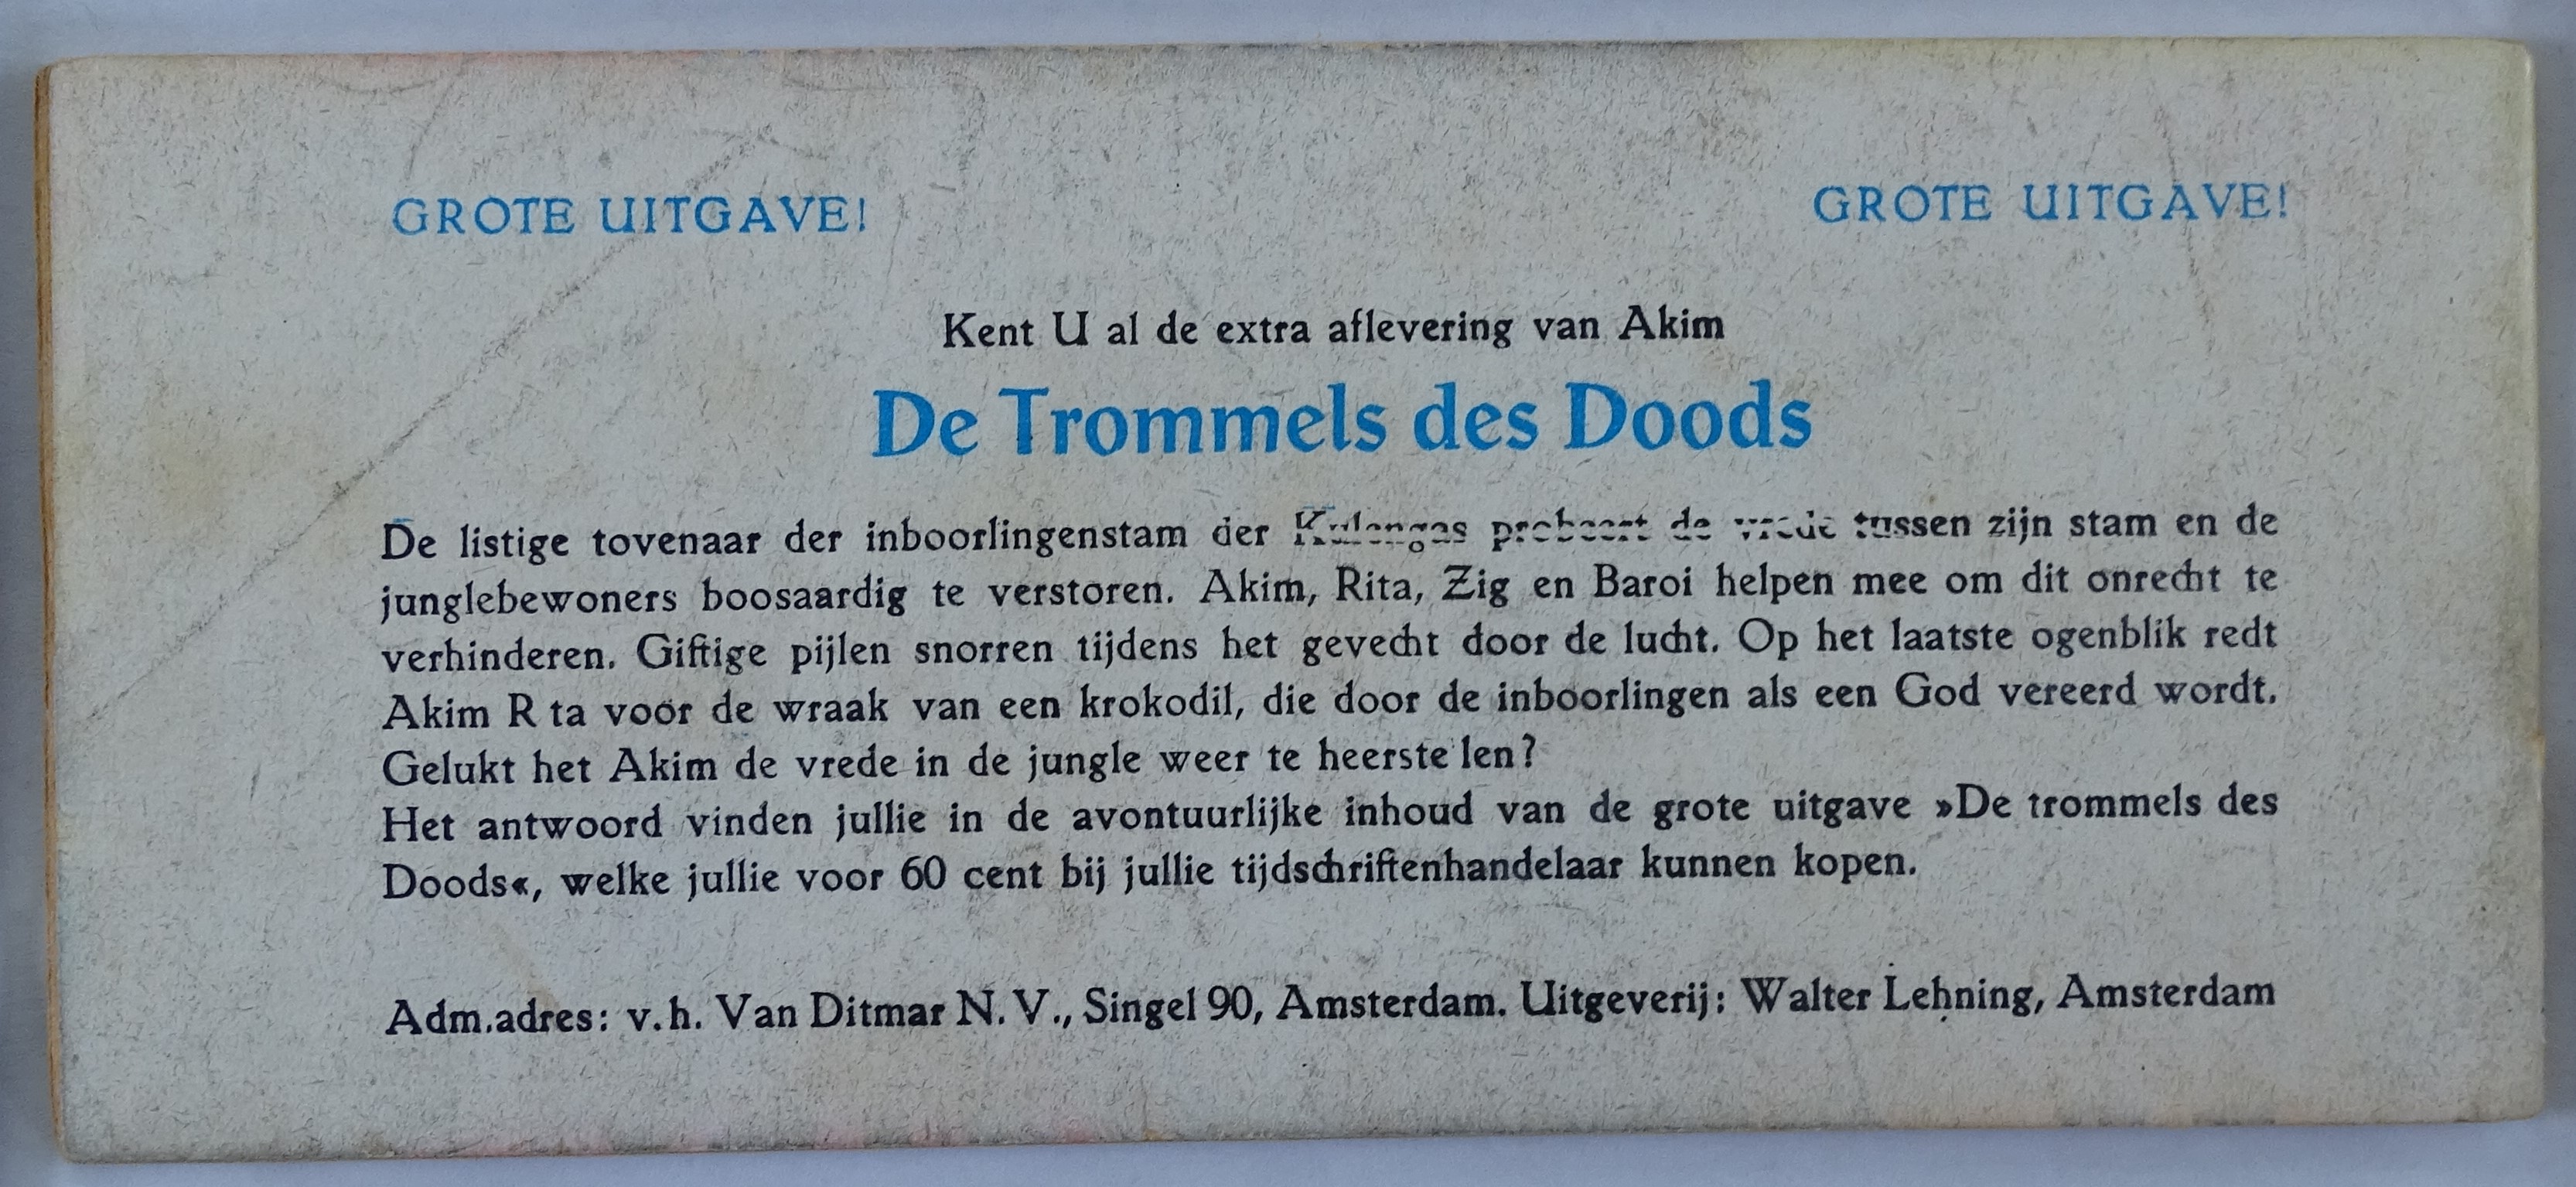 GROTE UITGAVE! GROTE UITGAVE!
Kent U al de extra aflevering van Akim
De Trommels des Doods
De listige tovenaar der inboorlingenstam der probeert de vrede tussen zijn stam en de
junglebewoners boosaardig te verstoren. Akim, Rita, Zig en Baroi helpen mee om dit onrecht te
verhinderen. Giftige pijlen snorren tijdens het gevecht door de lucht. Op het laatste ogenblik redt
Akim R ta voor de wraak van een krokodil, die door de inboorlingen als een God vereerd wordt.
Gelukt het Akim de vrede in de jungle weer te heerste len?
Het antwoord vinden jullie in de avontuurlijke inhoud van de grote uitgave »De trommels des
Doods«, welke jullie voor 60 cent bij jullie tijdschriftenhandelaar kunnen kopen.
Adm.adres: v.h. Van Ditmar N.V., Singel 90, Amsterdam. Uitgeverij: Walter Lehning, Amsterdam